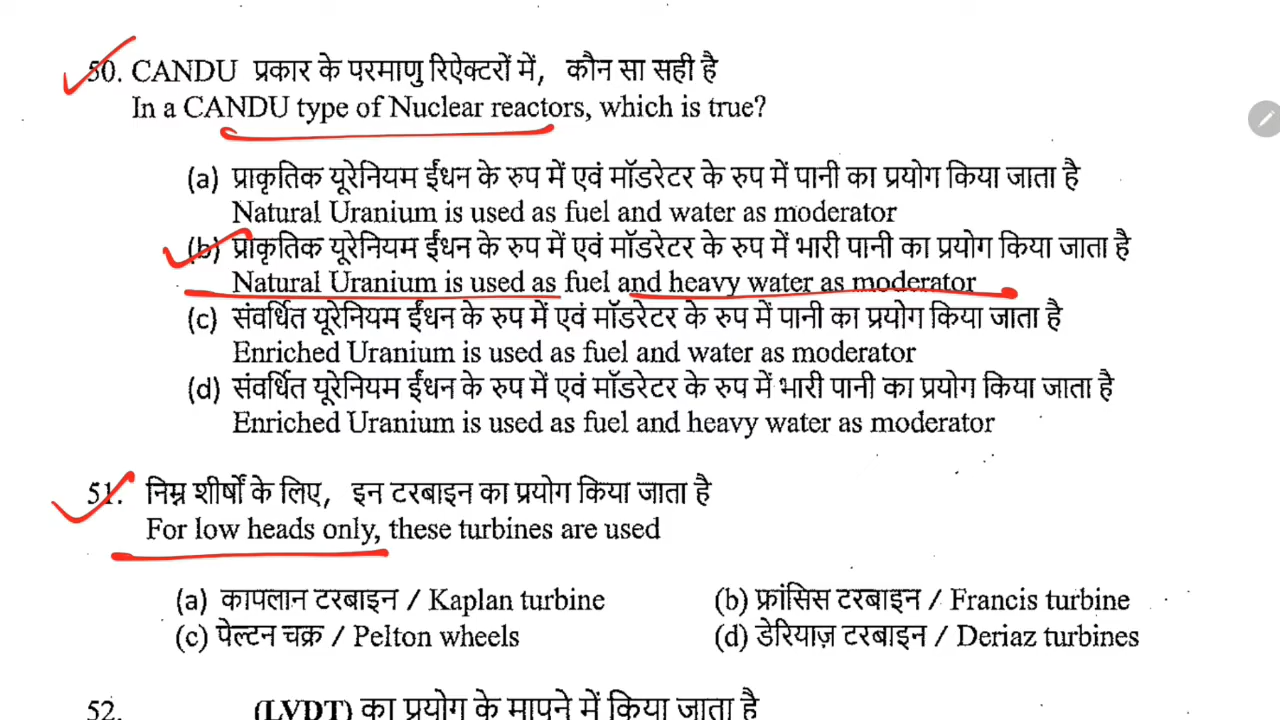 50. CANDU प्रकार के परमाणु रिऐक्टरों में, कौन सा सही है
In a CANDU type of Nuclear reactors, which is true?
(a) प्राकृतिक यूरेनियम ईंधन के रुप में एवं मॉडरेटर के रुप में पानी का प्रयोग किया जाता है
Natural Uranium is used as fuel and water as moderator
(b) प्राकृतिक यूरेनियम ईंधन के रुप में एवं मॉडरेटर के रुप में भारी पानी का प्रयोग किया जाता है
Natural Uranium is used as fuel and heavy water as moderator
(c) संवर्धित यूरेनियम ईंधन के रुप में एवं मॉडरेटर के रुप में पानी का प्रयोग किया जाता है
Enriched Uranium is used as fuel and water as moderator
(d) संवर्धित यूरेनियम ईंधन के रुप में एवं मॉडरेटर के रुप में भारी पानी का प्रयोग किया जाता है
Enriched Uranium is used as fuel and heavy water as moderator
51. निम्न शीर्षों के लिए, इन टरबाइन का प्रयोग किया जाता है
For low heads only, these turbines are used
(a) कापलान टरबाइन / Kaplan turbine (b) फ्रांसिस टरबाइन / Francis turbine
(c) पेल्टन चक्र / Pelton wheels (d) डेरियाज़ टरबाइन / Deriaz turbines
52. (LVDT) का प्रयोग के मापने में किया जाता है